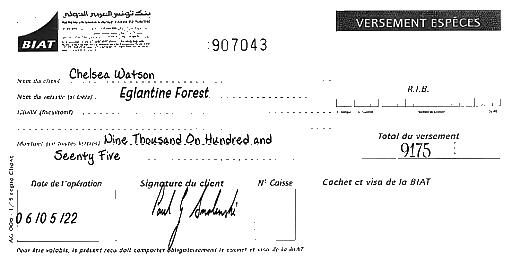 بنك تونس العربي الدولي
BIAT
VERSEMENT ESPÈCES
:907043
Nom du client Chelsea Watson
Nom du verseur (si tiers) Eglantine Forest
R.I.B.
Libellé (facultatif)
Montant (en toutes lettres) Nine Thousand On Hundred and
Seenty Five
Total du versement
9175
Date de l'opération
Signature du client
N° Caisse
Cachet et visa de la BIAT
06/05/22
Pour être valable, le présent reçu doit comporter obligatoirement le cachet et visa de la BIAT